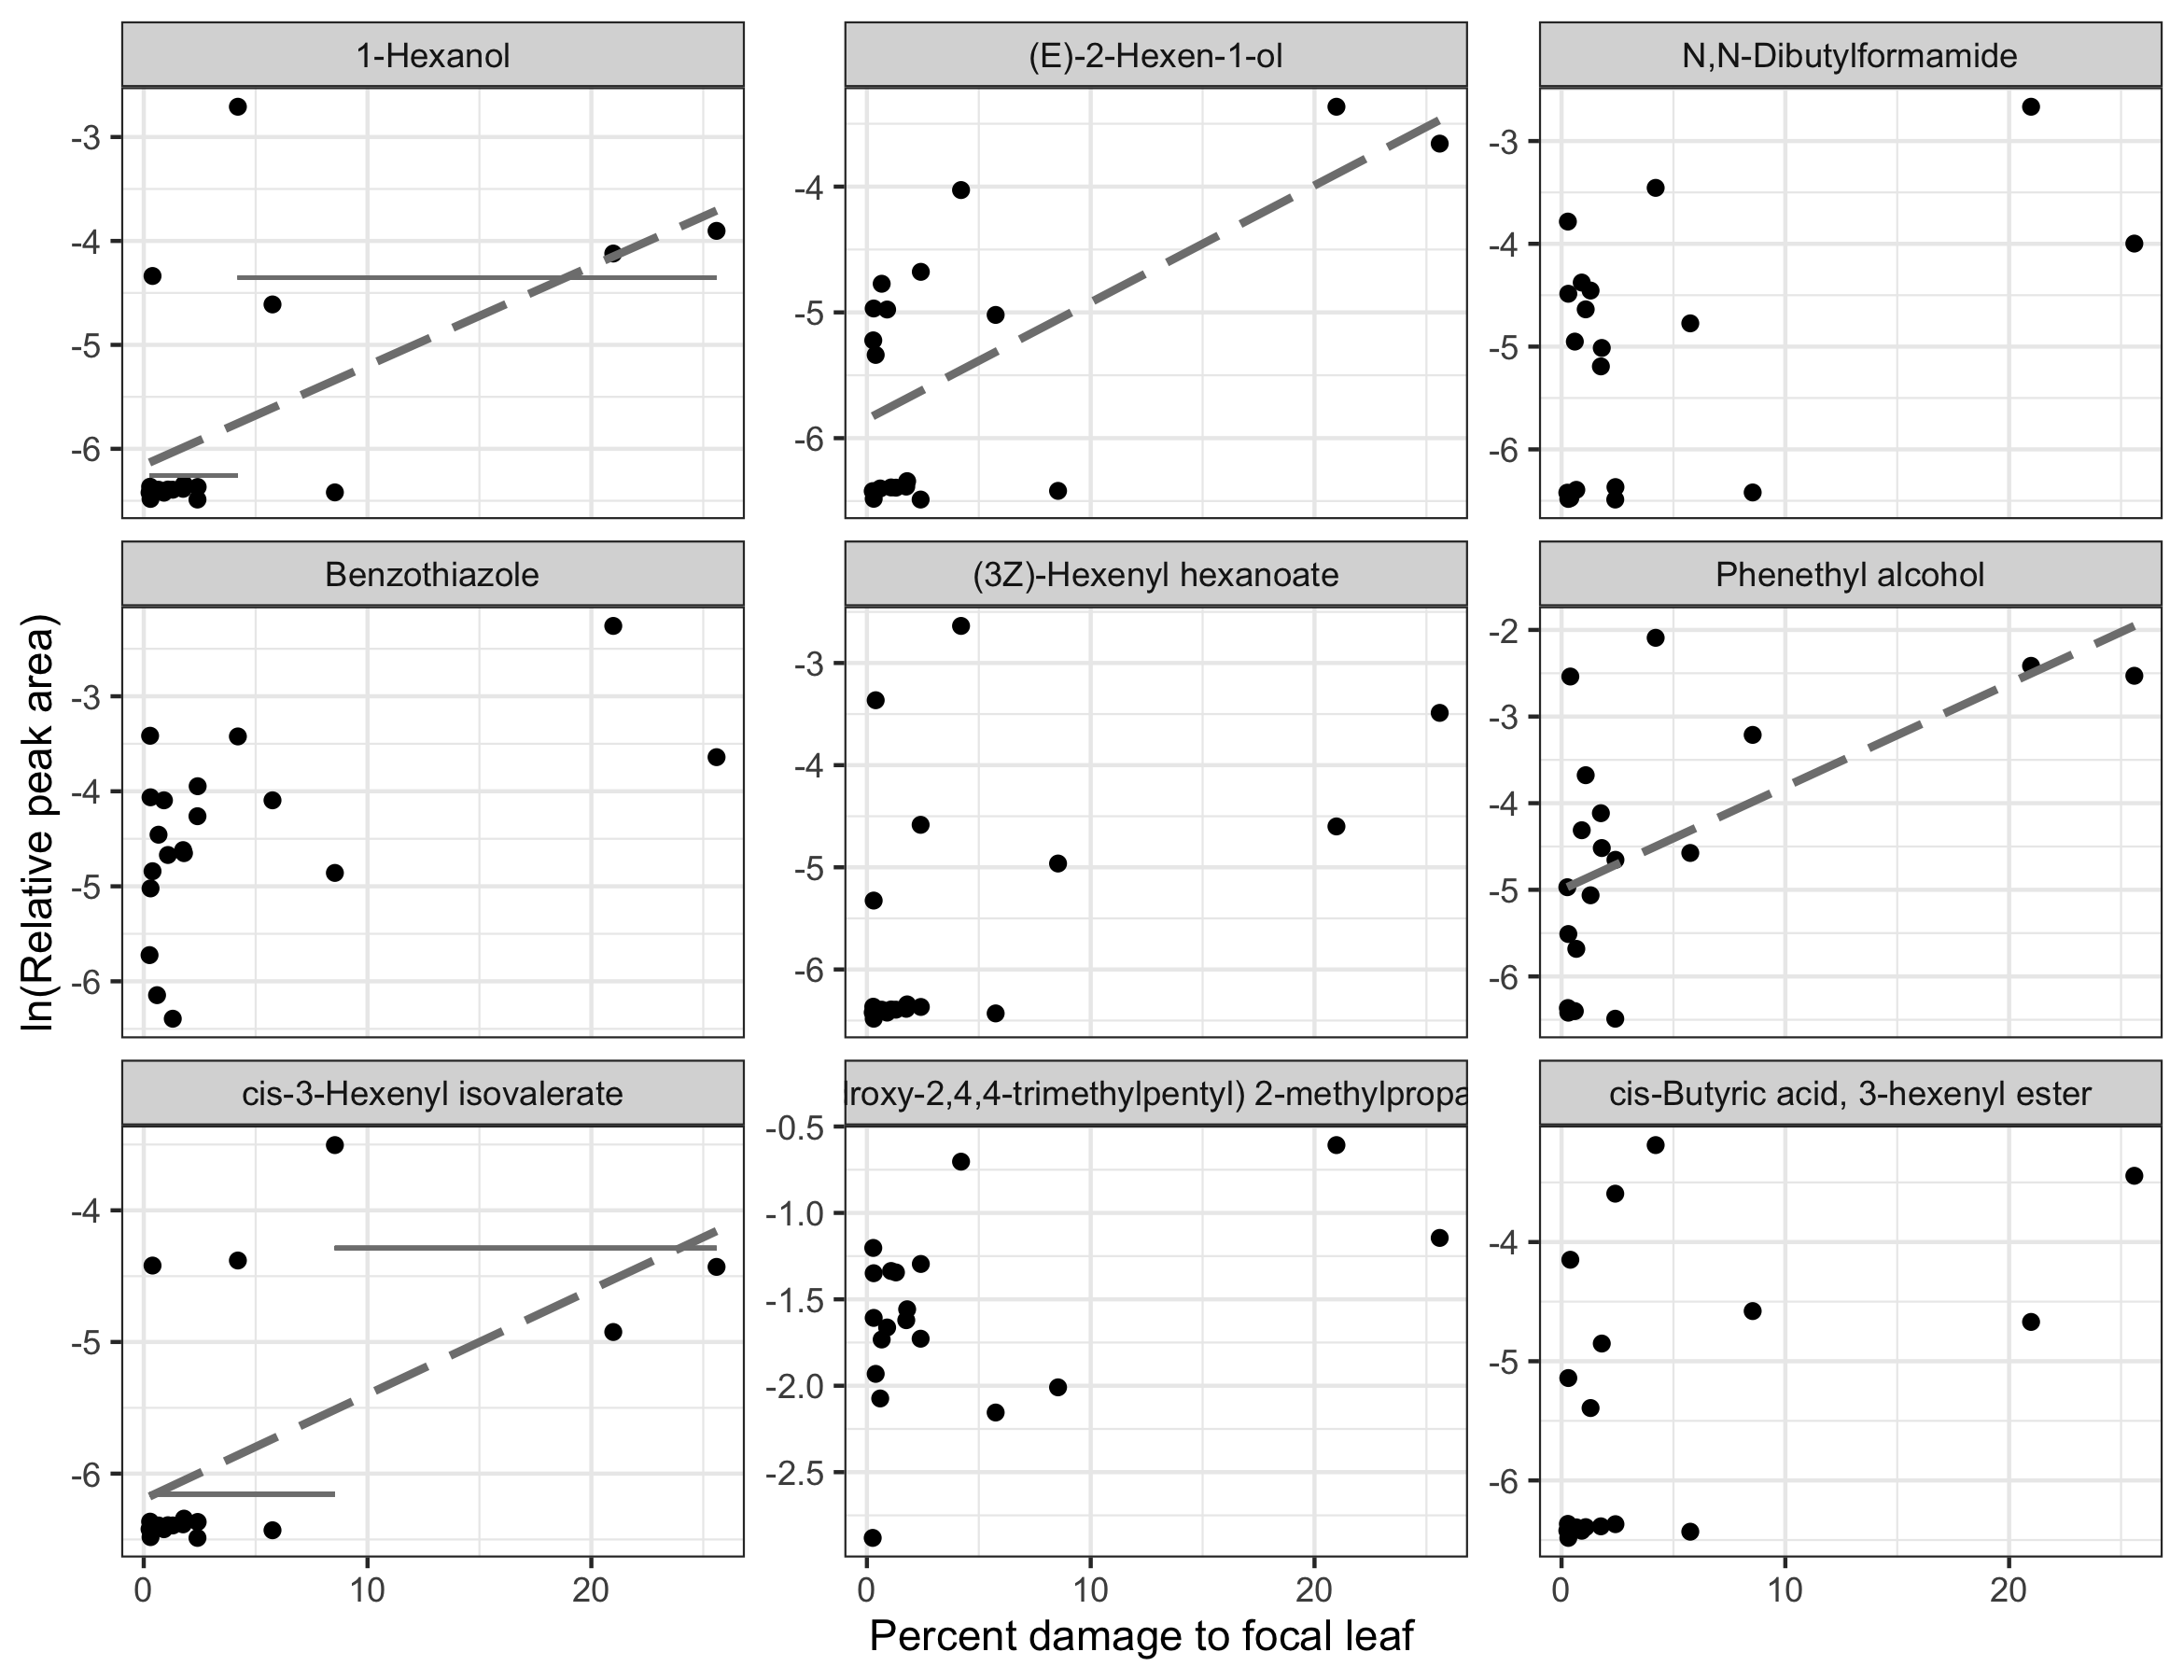 1-Hexanol
(E)-2-Hexen-1-ol
N,N-Dibutylformamide
-3
-4
-5
-6
-4
-5
-6
-3
-4
-5
-6
Benzothiazole
(3Z)-Hexenyl hexanoate
Phenethyl alcohol
-3
-4
-5
-6
-3
-4
-5
-6
-2
-3
-4
-5
-6
ln(Relative peak area)
cis-3-Hexenyl isovalerate
droxy-2,4,4-trimethylpentyl) 2-methylpropa
cis-Butyric acid, 3-hexenyl ester
-4
-5
-6
-0.5
-1.0
-1.5
-2.0
-2.5
-4
-5
-6
0 10 20
0 10 20
0 10 20
Percent damage to focal leaf